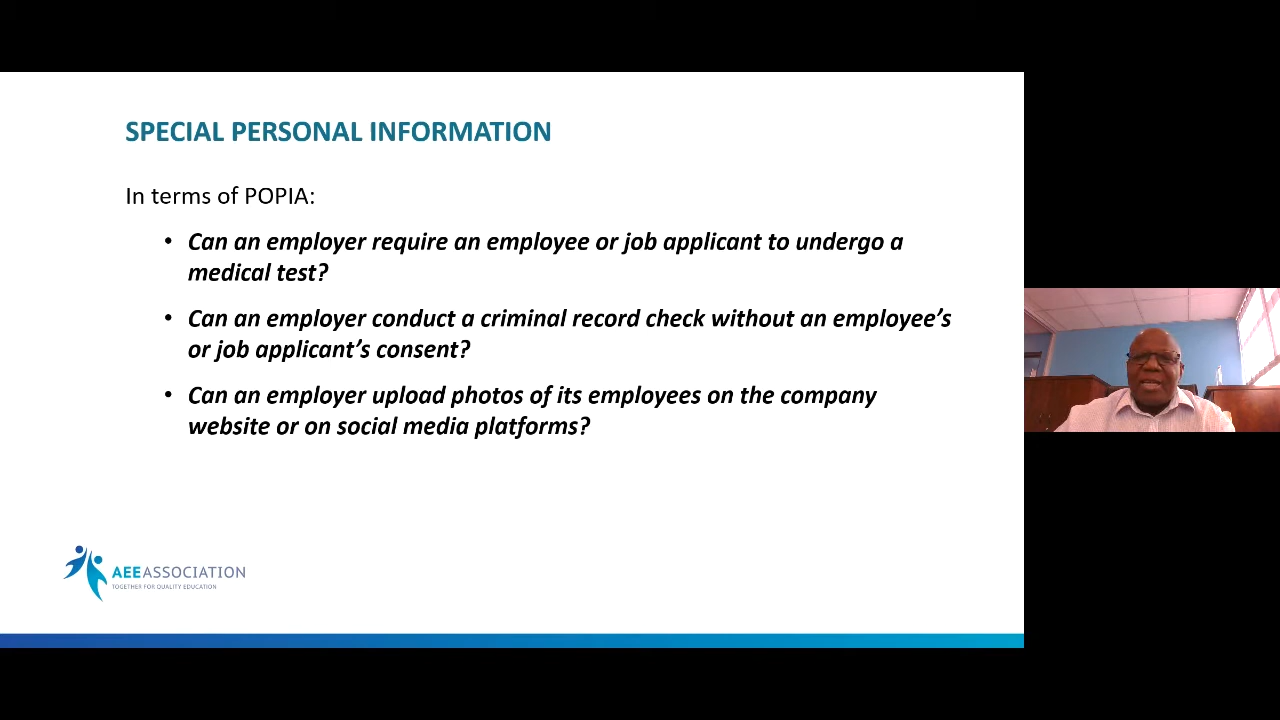 SPECIAL PERSONAL INFORMATION
In terms of POPIA:
• Can an employer require an employee or job applicant to undergo a
medical test?
• Can an employer conduct a criminal record check without an employee’s
or job applicant’s consent?
• Can an employer upload photos of its employees on the company
website or on social media platforms?
AEEASSOCIATION
TOGETHER FOR QUALITY EDUCATION